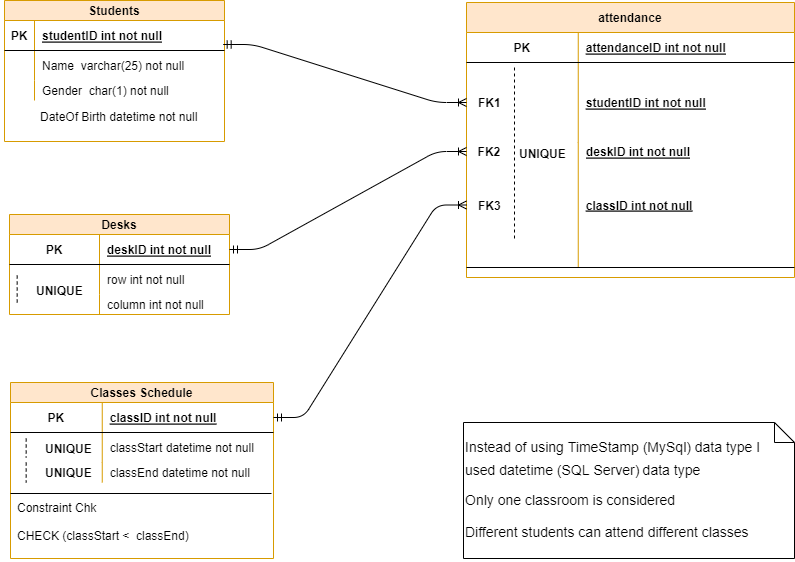 Students
PK studentID int not null
Name varchar(25) not null
Gender char(1) not null
DateOf Birth datetime not null
attendance
PK attendanceID int not null
FK1 studentID int not null
FK2 UNIQUE deskID int not null
FK3 classID int not null
Desks
PK deskID int not null
UNIQUE row int not null
column int not null
Classes Schedule
PK classID int not null
UNIQUE classStart datetime not null
UNIQUE classEnd datetime not null
Constraint Chk
CHECK (classStart < classEnd)
Instead of using TimeStamp (MySql) data type I
used datetime (SQL Server) data type
Only one classroom is considered
Different students can attend different classes